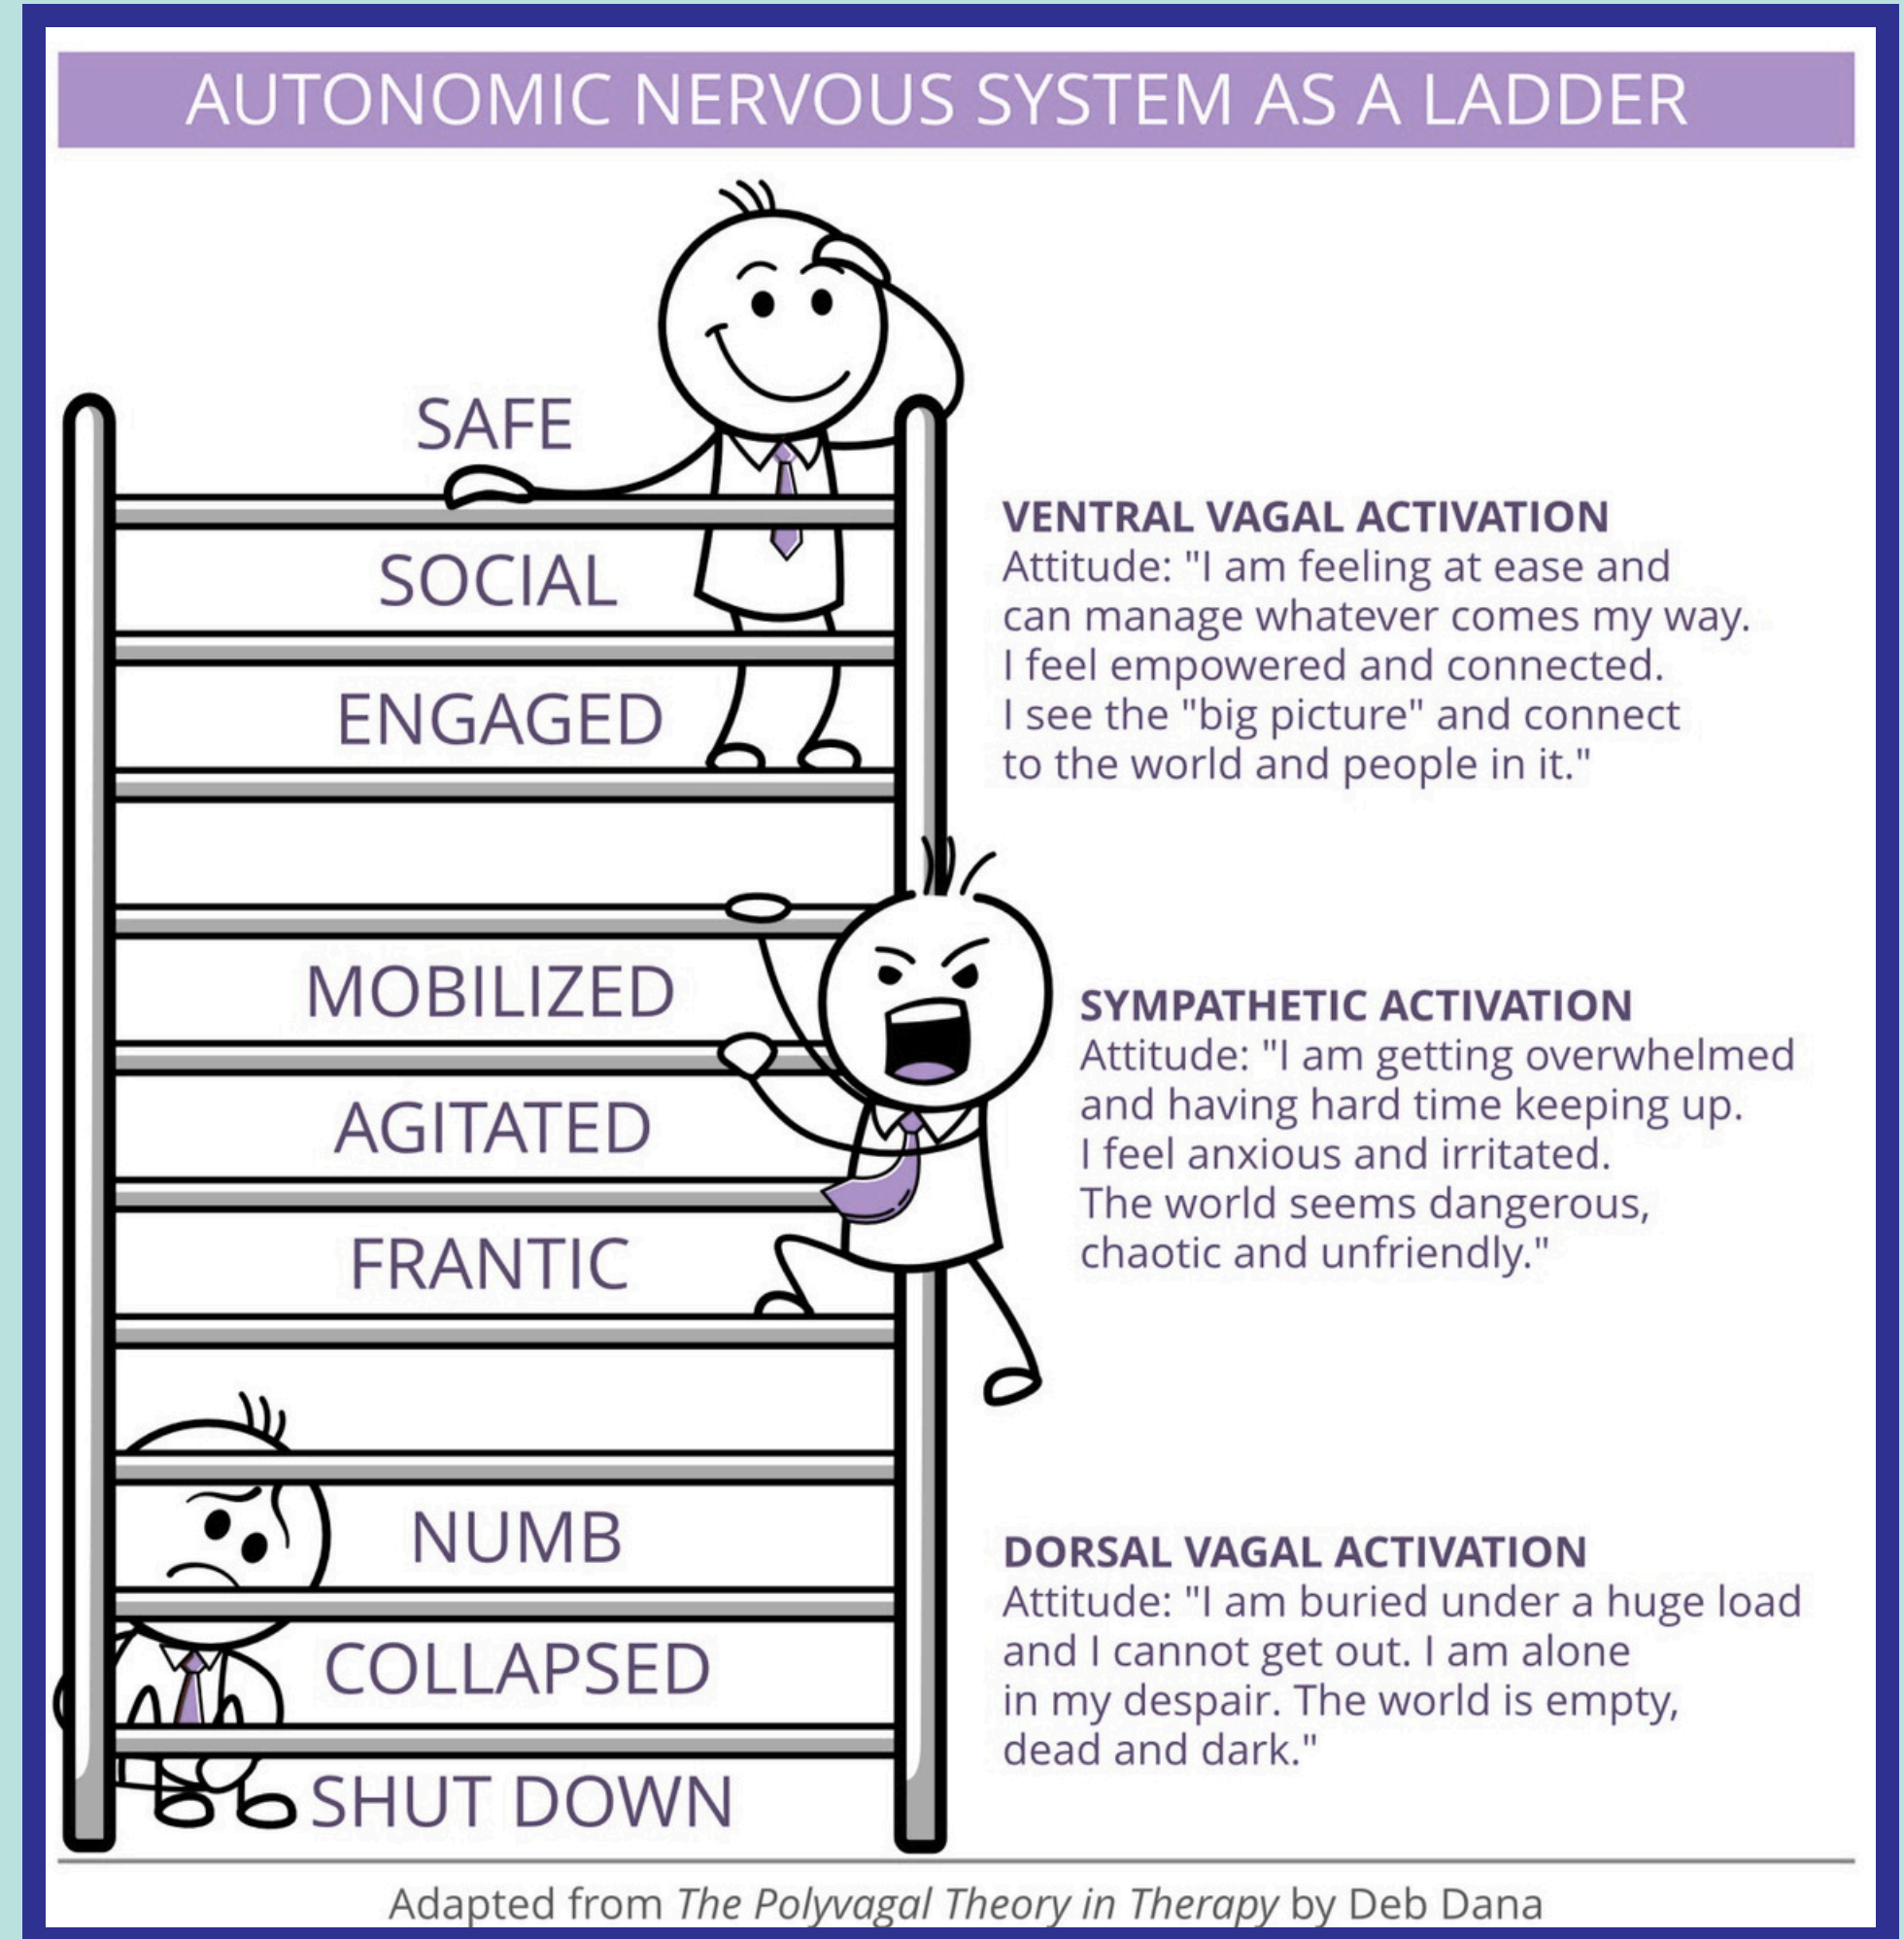 AUTONOMIC NERVOUS SYSTEM AS A LADDER
SAFE
SOCIAL
ENGAGED
VENTRAL VAGAL ACTIVATION
Attitude: "I am feeling at ease and
can manage whatever comes my way.
I feel empowered and connected.
I see the "big picture" and connect
to the world and people in it."
MOBILIZED
AGITATED
FRANTIC
SYMPATHETIC ACTIVATION
Attitude: "I am getting overwhelmed
and having hard time keeping up.
I feel anxious and irritated.
The world seems dangerous,
chaotic and unfriendly."
NUMB
COLLAPSED
SHUT DOWN
DORSAL VAGAL ACTIVATION
Attitude: "I am buried under a huge load
and I cannot get out. I am alone
in my despair. The world is empty,
dead and dark."
Adapted from The Polyvagal Theory in Therapy by Deb Dana